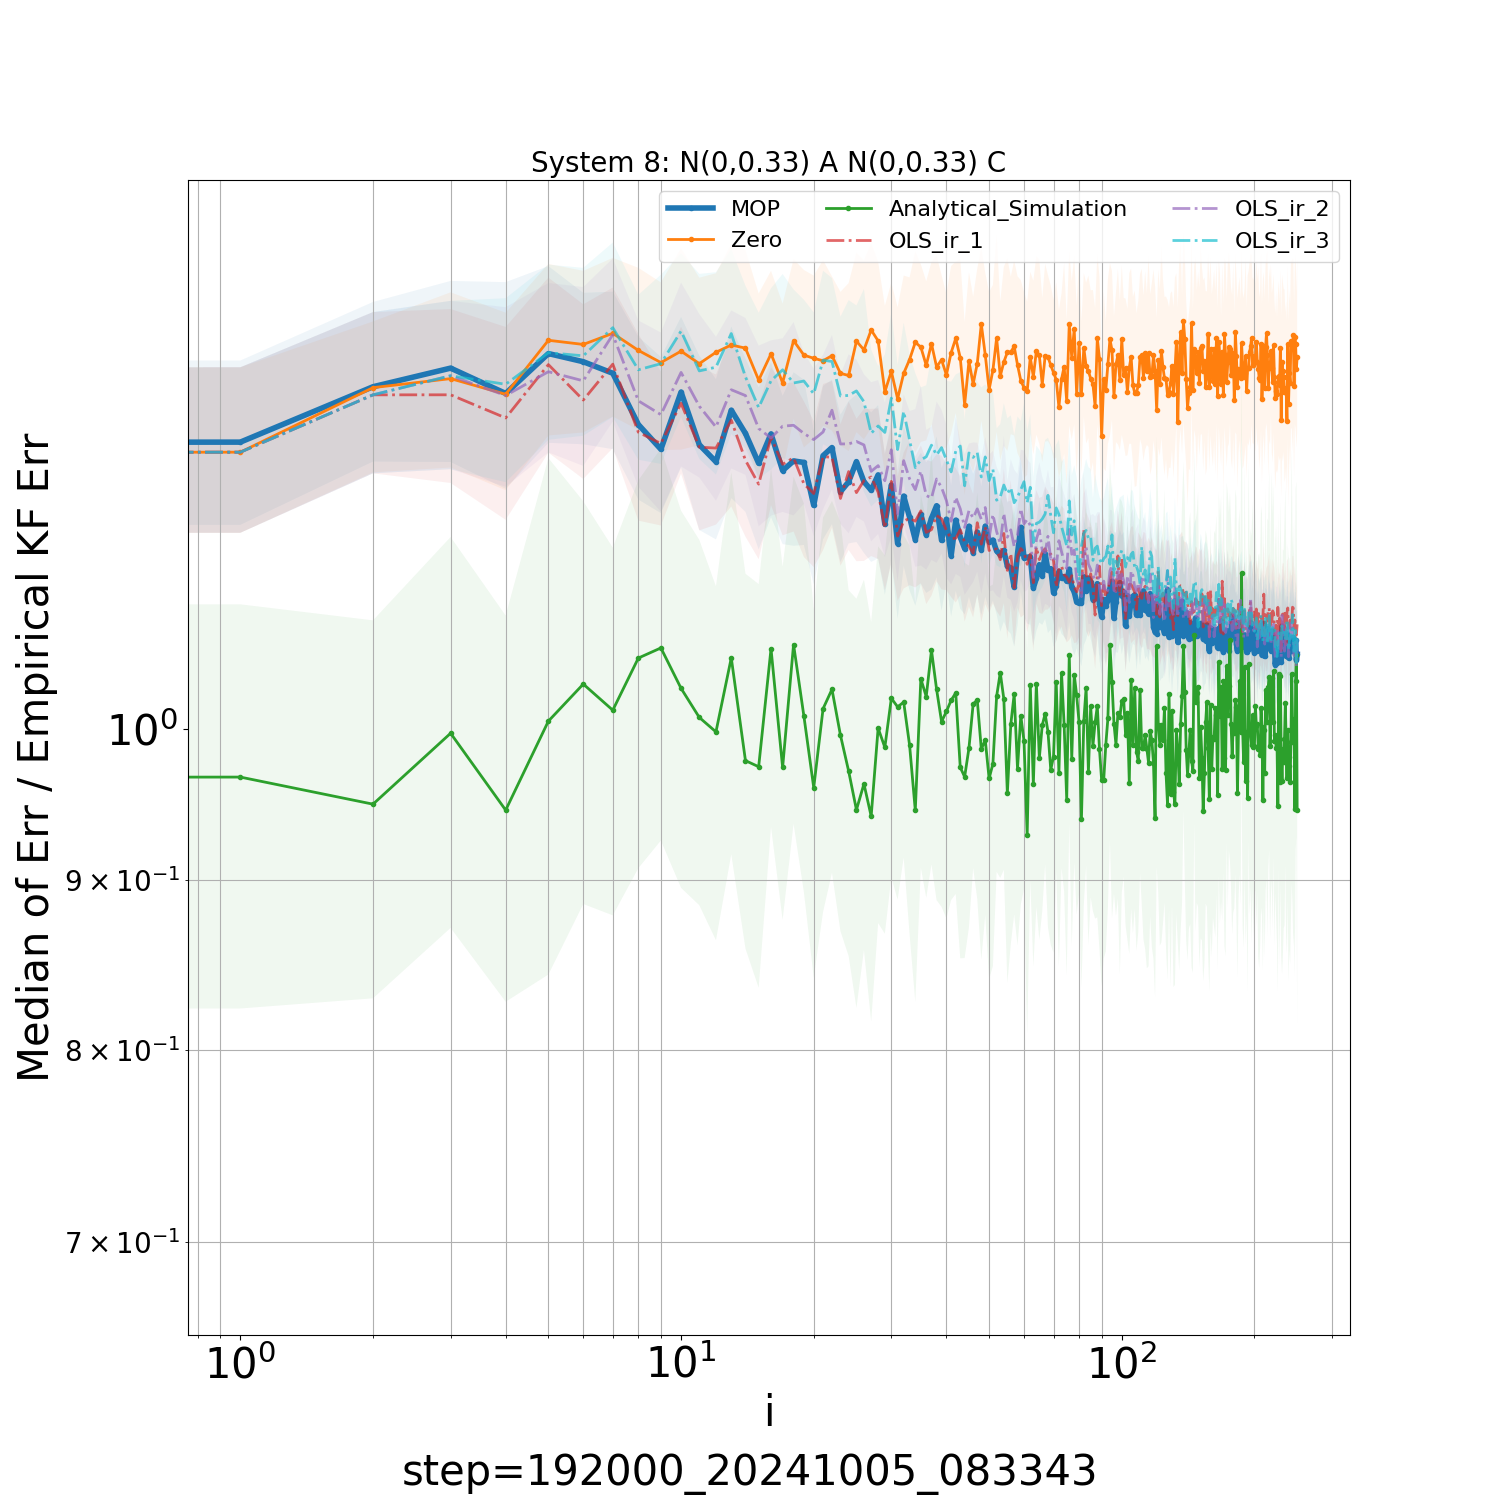 System 8: N(0,0.33) A N(0,0.33) C
MOP
Zero
Analytical_Simulation
OLS_ir_1
OLS_ir_2
OLS_ir_3
Median of Err / Empirical KF Err
10⁰
9 × 10⁻¹
8 × 10⁻¹
7 × 10⁻¹
10⁰ 10¹ 10²
i
step=192000_20241005_083343